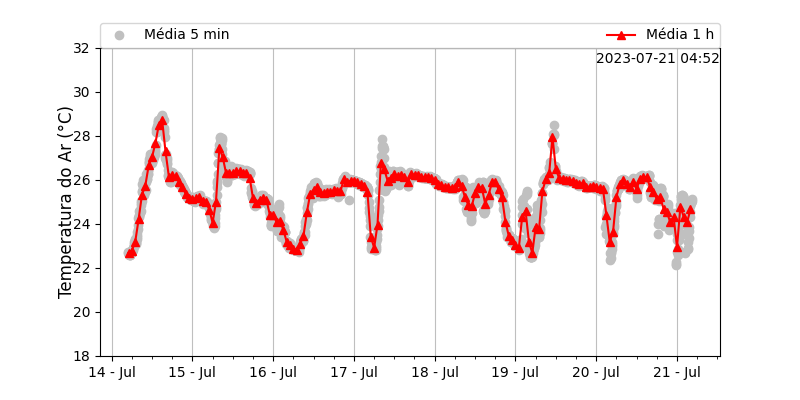 Média 5 min
Média 1 h
2023-07-21 04:52
Temperatura do Ar (°C)
32
30
28
26
24
22
20
18
14 - Jul
15 - Jul
16 - Jul
17 - Jul
18 - Jul
19 - Jul
20 - Jul
21 - Jul